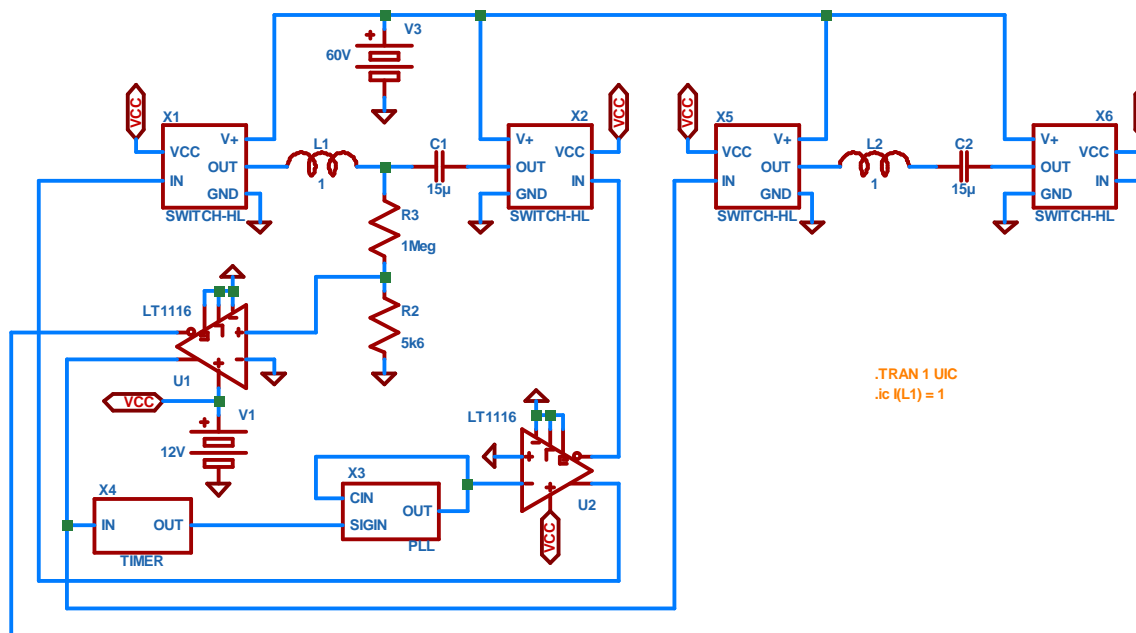 V3
60V
VCC
VCC
VCC
VCC
X1
V+
VCC
OUT
IN
GND
SWITCH-HL
L1
1
C1
15µ
X2
V+
OUT
VCC
IN
GND
SWITCH-HL
X5
V+
VCC
OUT
IN
GND
SWITCH-HL
L2
1
C2
15µ
X6
V+
OUT
VCC
IN
GND
SWITCH-HL
R3
1Meg
R2
5k6
LT1116
U1
VCC
V1
12V
LT1116
U2
VCC
.TRAN 1 UIC
.ic I(L1) = 1
X4
IN
OUT
TIMER
X3
CIN
SIGIN
OUT
PLL